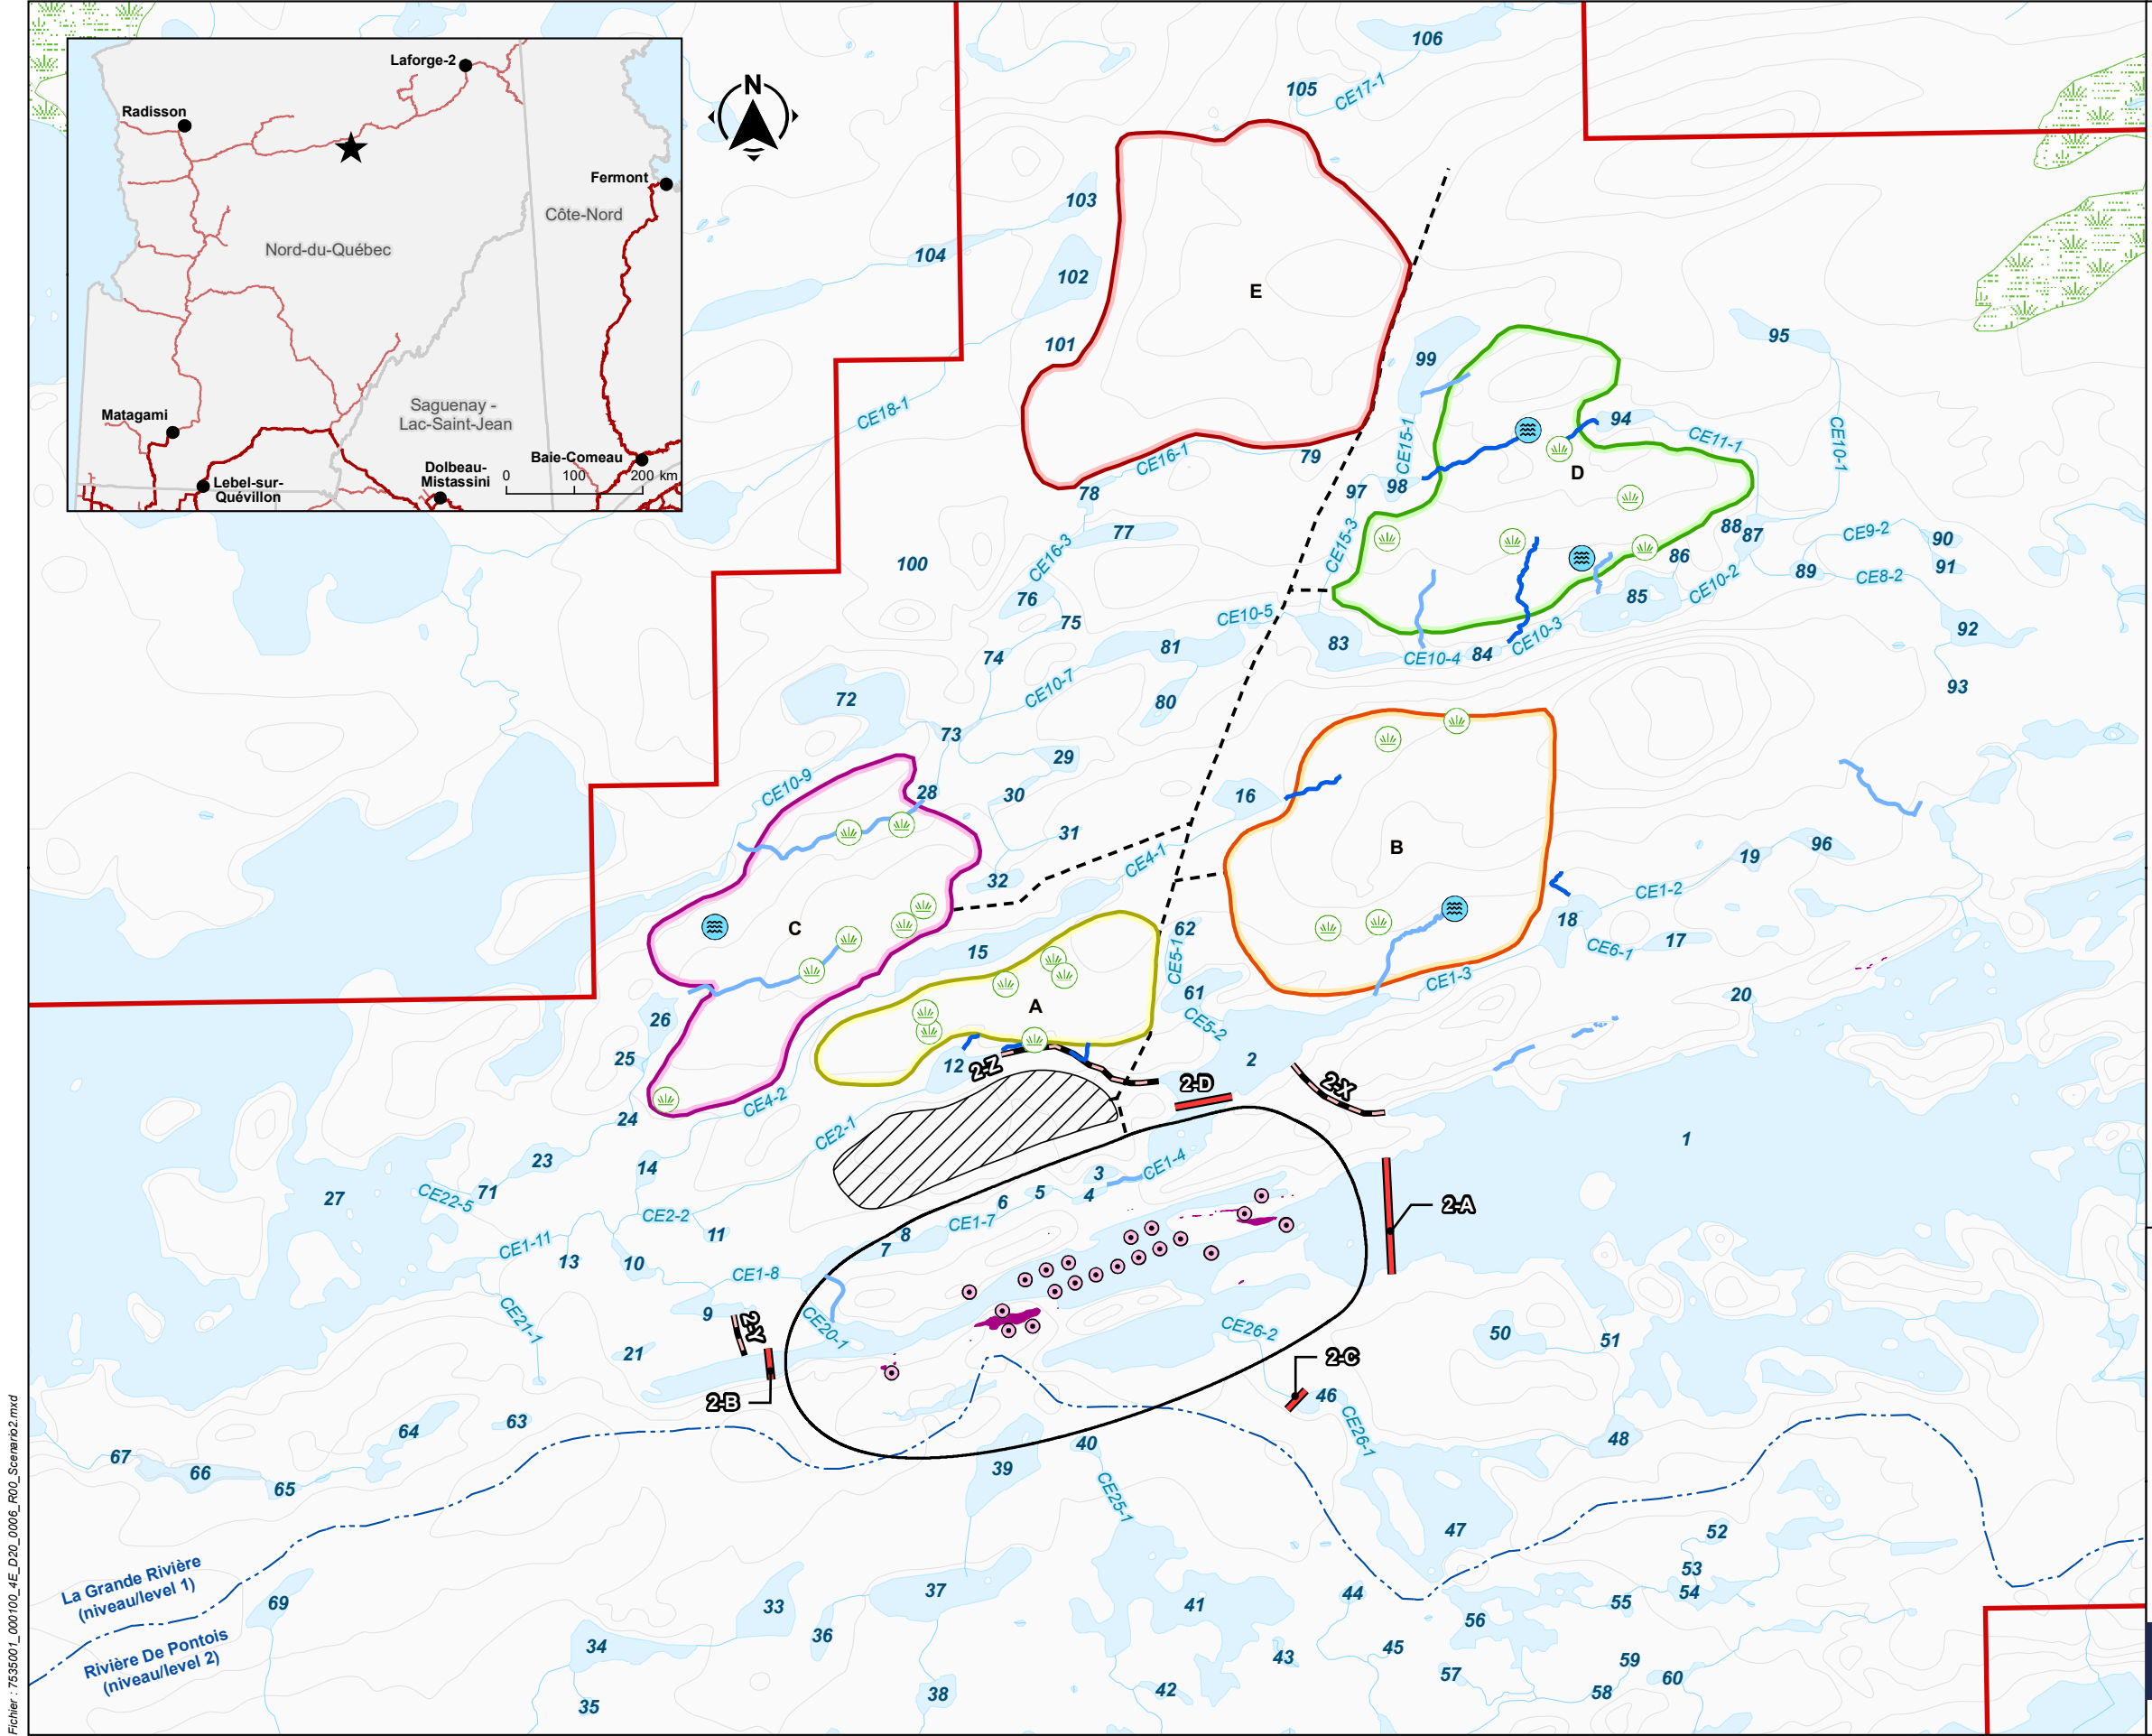 106
Laforge-2
N
105
CE17-1
Radisson
Fermont
Côte-Nord
103
Nord-du-Québec
104
102
E
101
95
99
Saguenay -
Lac-Saint-Jean
Matagami
CE18-1
94
CE11-1
CE10-1
CE15-1
Baie-Comeau
Dolbeau-
Mistassini
0 100 200 km
Lebel-sur-
Quévillon
CE16-1
79
D
78
97
98
77
88
87
CE9-2
90
CE15-3
CE16-3
100
86
89
CE8-2
91
76
85
CE10-2
75
CE10-5
92
81
83
CE10-4
84
CE10-3
74
CE10-7
93
72
80
73
29
CE10-9
28
30
16
31
B
96
19
CE4-1
32
CE1-2
18
C
62
15
CE5-1
CE6-1
17
CE1-3
61
20
A
26
CE5-2
25
12
2-Z
2
2-D
2-X
CE4-2
24
CE2-1
1
23
14
3
CE1-4
27
CE22-5
71
5
4
6
2-A
CE2-2
11
CE1-7
8
7
CE1-11
13
10
CE1-8
9
2-Y
CE20-1
CE21-1
CE26-2
50
51
21
2-C
2-B
46
64
63
CE26-1
40
48
67
66
65
39
CE25-1
47
52
La Grande Rivière
(niveau/level 1)
53
54
69
33
37
41
44
55
56
Rivière De Pontois
(niveau/level 2)
34
36
43
45
57
59
60
35
38
42
58
Fichier : 7535001_000100_4E_D20_0006_R00_Scenario2.mxd